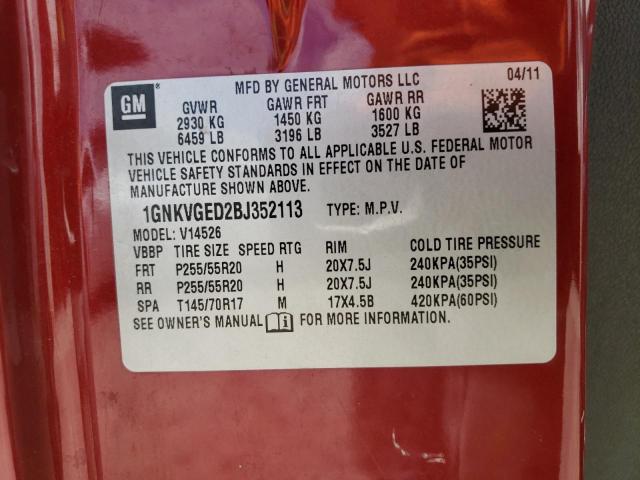 GM
MFD BY GENERAL MOTORS LLC 04/11
GVWR GAWR FRT GAWR RR
2930 KG 1450 KG 1600 KG
6459 LB 3196 LB 3527 LB
THIS VEHICLE CONFORMS TO ALL APPLICABLE U.S. FEDERAL MOTOR
VEHICLE SAFETY STANDARDS IN EFFECT ON THE DATE OF
MANUFACTURE SHOWN ABOVE.
1GNKVGED2BJ352113 TYPE: M.P.V.
MODEL: V14526
VBBP TIRE SIZE SPEED RTG RIM COLD TIRE PRESSURE
FRT P255/55R20 H 20X7.5J 240KPA(35PSI)
RR P255/55R20 H 20X7.5J 240KPA(35PSI)
SPA T145/70R17 M 17X4.5B 420KPA(60PSI)
SEE OWNER'S MANUAL i FOR MORE INFORMATION.